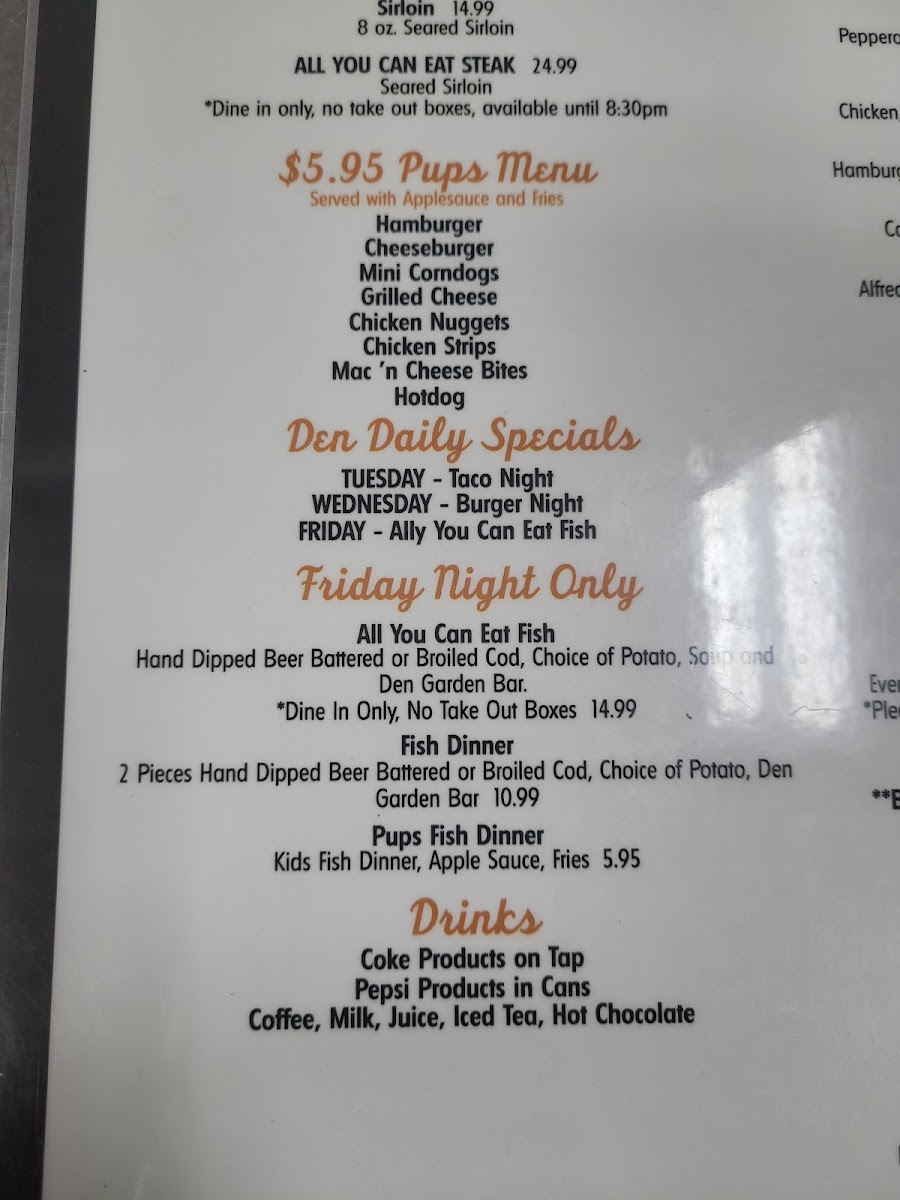 Sirloin 14.99
8 oz. Seared Sirloin
ALL YOU CAN EAT STEAK 24.99
Seared Sirloin
*Dine in only, no take out boxes, available until 8:30pm
$5.95 Pups Menu
Served with Applesauce and Fries
Hamburger
Cheeseburger
Mini Corndogs
Grilled Cheese
Chicken Nuggets
Chicken Strips
Mac 'n Cheese Bites
Hotdog
Den Daily Specials
TUESDAY - Taco Night
WEDNESDAY - Burger Night
FRIDAY - Ally You Can Eat Fish
Friday Night Only
All You Can Eat Fish
Hand Dipped Beer Battered or Broiled Cod, Choice of Potato, Soup and
Den Garden Bar.
*Dine In Only, No Take Out Boxes 14.99
Fish Dinner
2 Pieces Hand Dipped Beer Battered or Broiled Cod, Choice of Potato, Den
Garden Bar 10.99
Pups Fish Dinner
Kids Fish Dinner, Apple Sauce, Fries 5.95
Drinks
Coke Products on Tap
Pepsi Products in Cans
Coffee, Milk, Juice, Iced Tea, Hot Chocolate
Chicken,